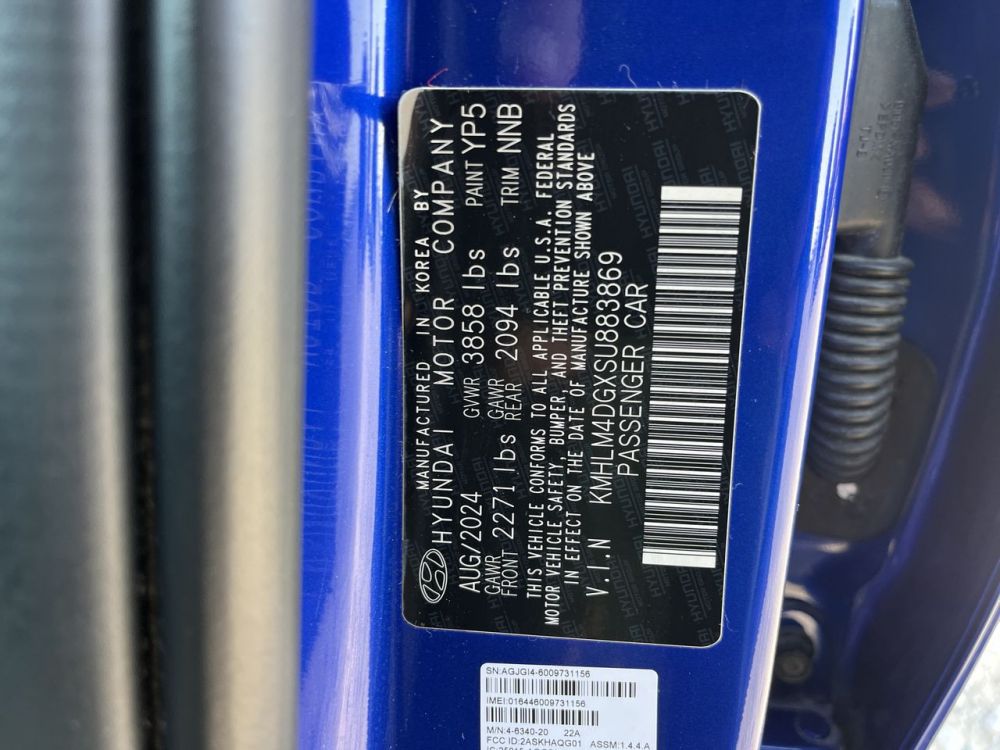 MANUFACTURED IN KOREA BY
HYUNDAI MOTOR COMPANY
AUG/2024 GVWR 3858 lbs PAINT YP5
GAWR FRONT 2271 lbs GAWR REAR 2094 lbs TRIM NNB
THIS VEHICLE CONFORMS TO ALL APPLICABLE U.S.A. FEDERAL
MOTOR VEHICLE SAFETY, BUMPER, AND THEFT PREVENTION STANDARDS
IN EFFECT ON THE DATE OF MANUFACTURE SHOWN ABOVE
V.I.N KMHLM4DGXSU883869
PASSENGER CAR
SN:AGJGI4-6009731156
IMEI:016446009731156
M/N:4-6340-20 22A
FCC ID:2ASKHAQG01 ASSM:1.4.4.A